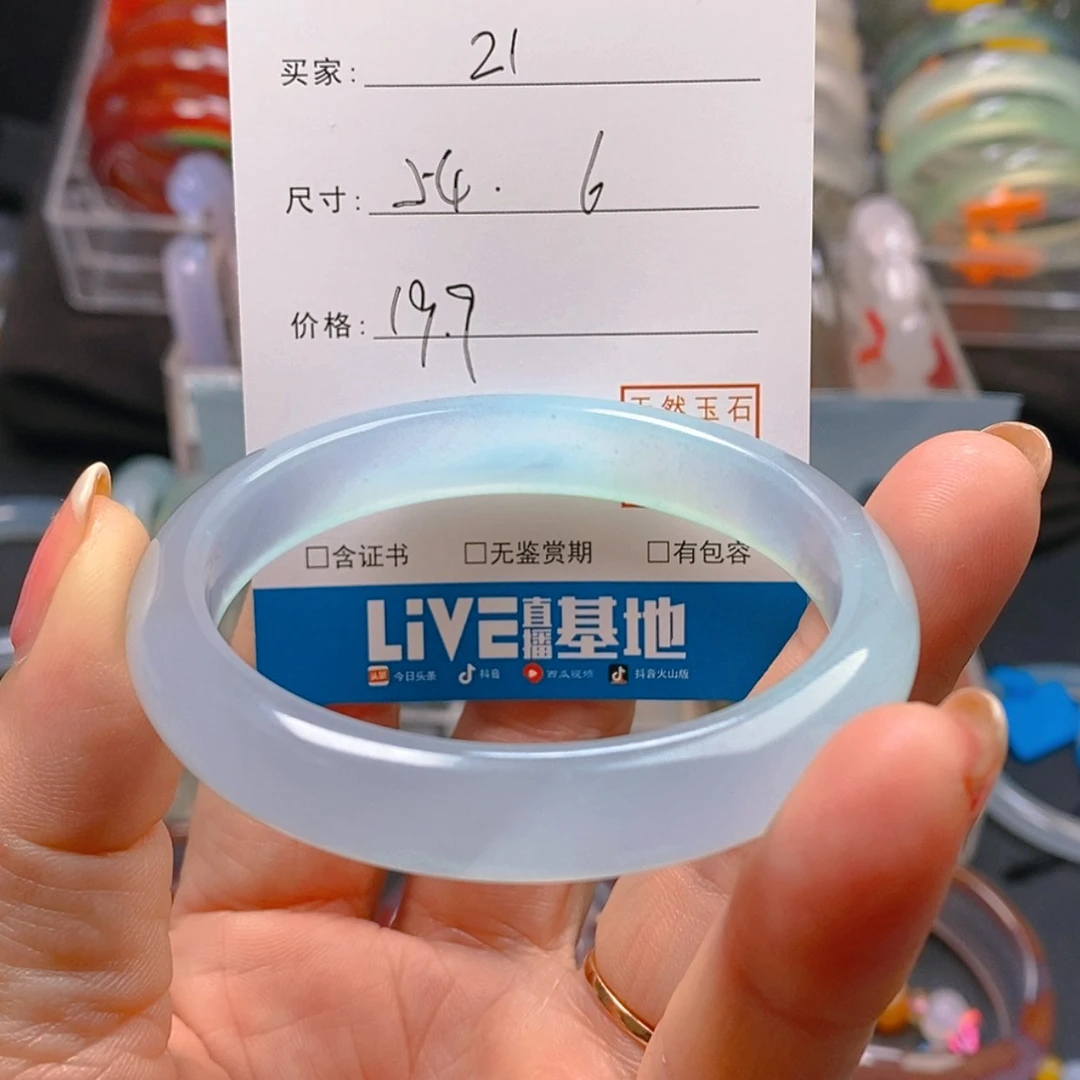 买家: 21
尺寸: 54. 6
价格: 19.9
天然玉石
□含证书 □无鉴赏期 □有包容
LiVE直播基地
头条 今日头条 抖音 西瓜视频 抖音火山版